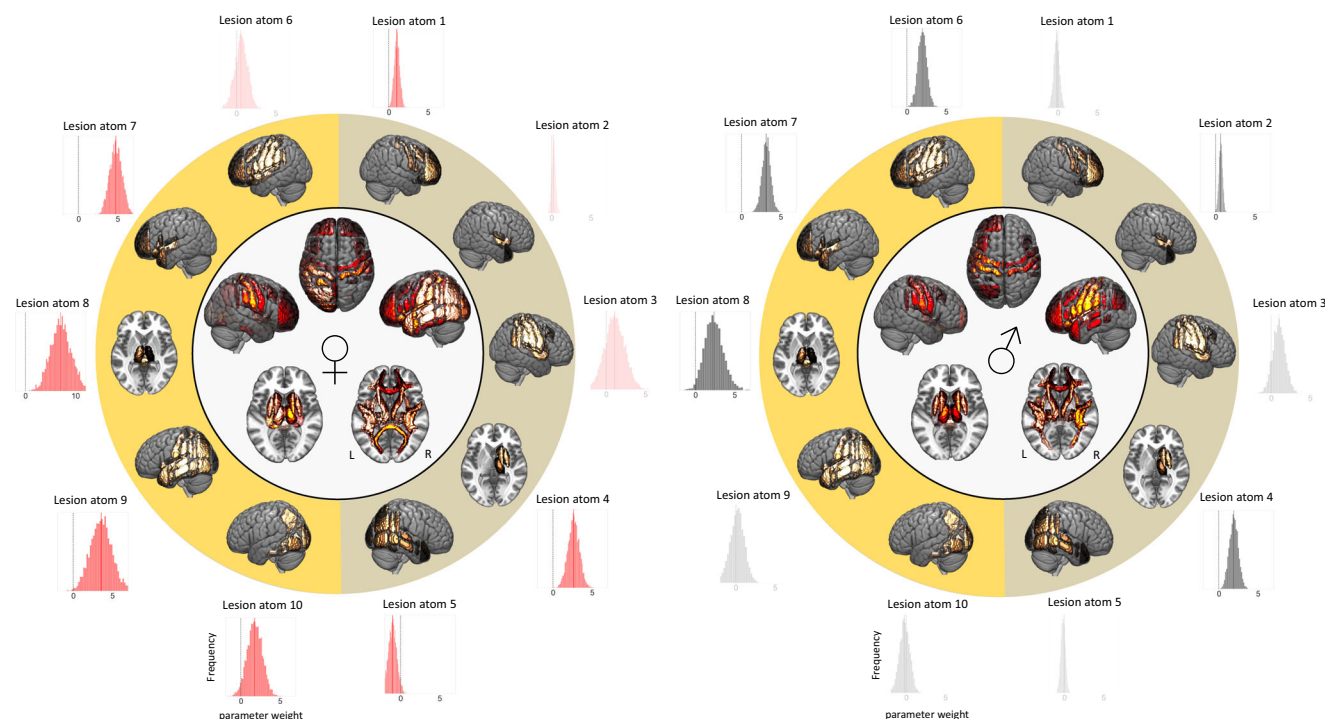 Lesion atom 6
Lesion atom 1
0
5
0
5
Lesion atom 7
Lesion atom 2
0
5
0
5
Lesion atom 8
Lesion atom 3
0
10
0
5
L
R
Lesion atom 9
Lesion atom 4
0
5
0
5
Lesion atom 10
Lesion atom 5
Frequency
0
5
0
5
parameter weight
Lesion atom 6
Lesion atom 1
0
5
0
5
Lesion atom 7
Lesion atom 2
0
5
0
5
Lesion atom 8
Lesion atom 3
0
5
0
5
L
R
Lesion atom 9
Lesion atom 4
0
5
0
5
Lesion atom 10
Lesion atom 5
Frequency
0
5
0
5
parameter weight